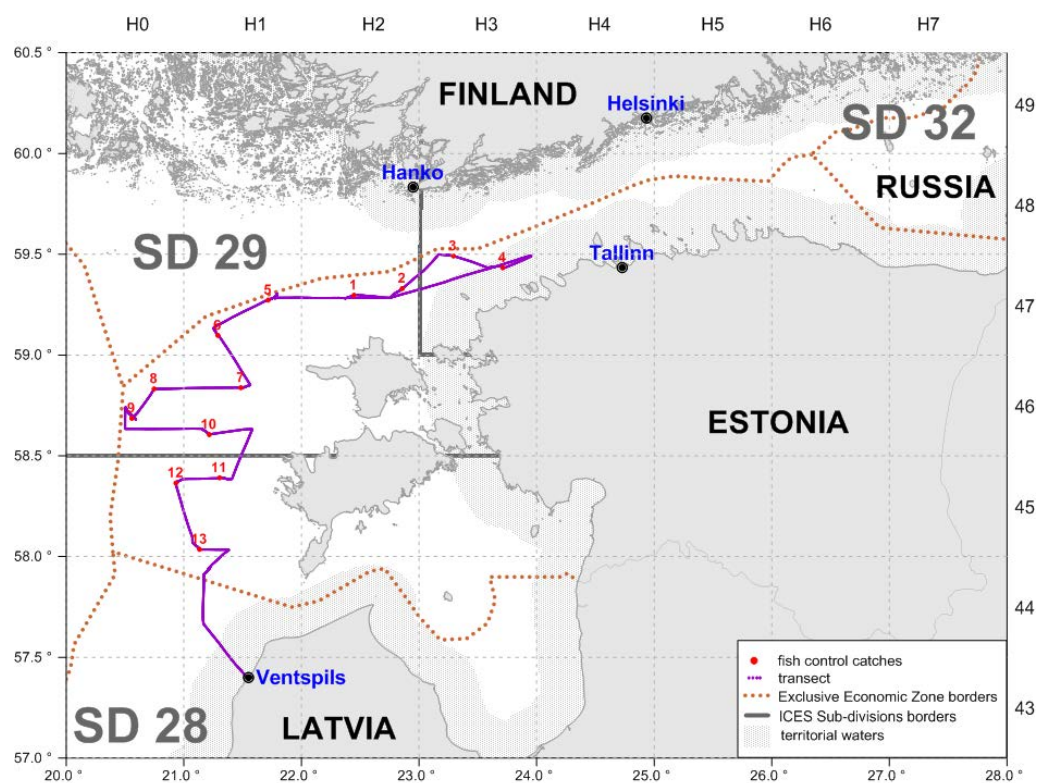 H0 H1 H2 H3 H4 H5 H6 H7
60.5 °
FINLAND
Helsinki
49
SD 32
60.0 °
Hanko
RUSSIA
48
SD 29
59.5 °
3
Tallinn
4
1
2
5
47
6
59.0 °
7
8
9
46
ESTONIA
10
58.5 °
11
12
45
13
58.0 °
44
57.5 °
Ventspils
fish control catches
transect
Exclusive Economic Zone borders
ICES Sub-divisions borders
territorial waters
SD 28
LATVIA
43
57.0 °
20.0 ° 21.0 ° 22.0 ° 23.0 ° 24.0 ° 25.0 ° 26.0 ° 27.0 ° 28.0 °